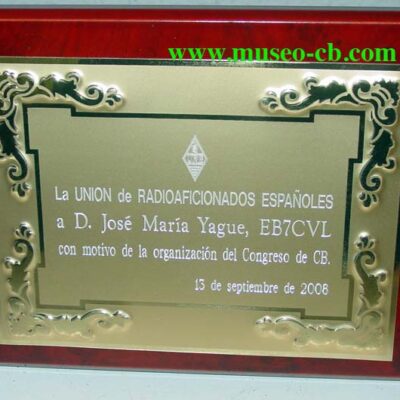 www.museo-cb.com
La UNION de RADIOAFICIONADOS ESPAÑOLES
a D. José María Yague, EB7CVL
con motivo de la organización del Congreso de CB.
13 de septiembre de 2008